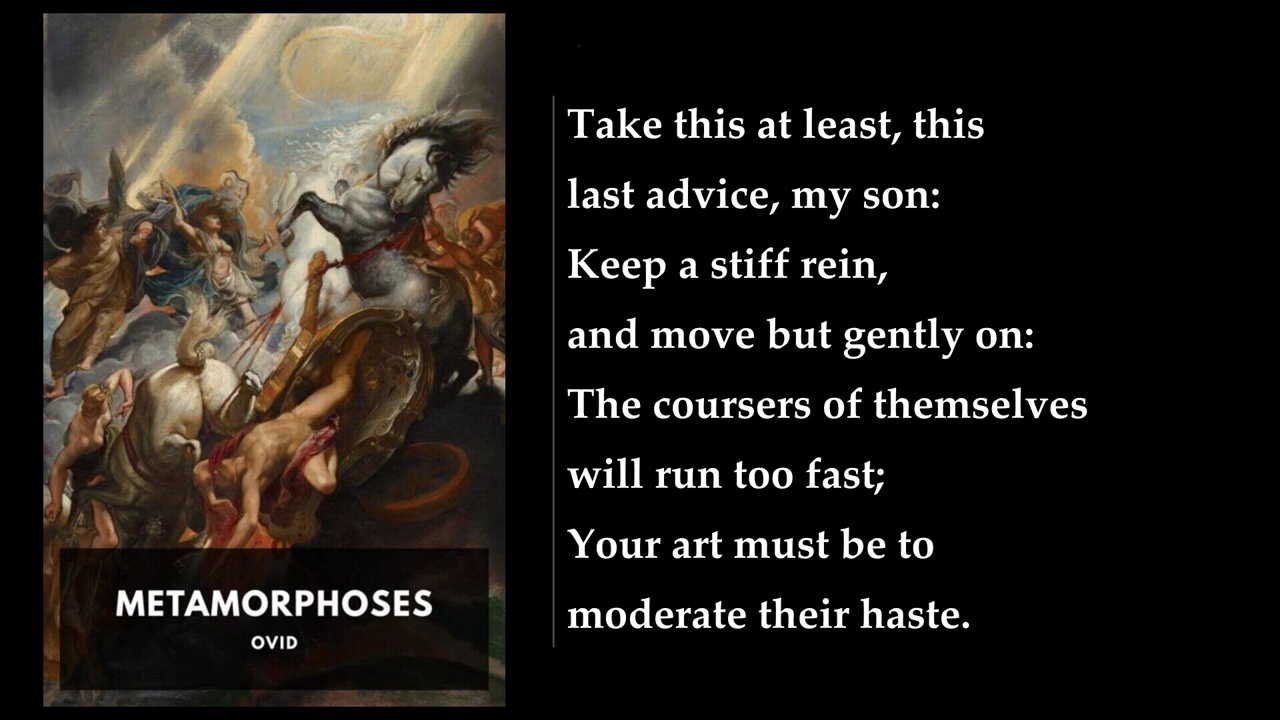 METAMORPHOSES
OVID
Take this at least, this
last advice, my son:
Keep a stiff rein,
and move but gently on:
The coursers of themselves
will run too fast;
Your art must be to
moderate their haste.